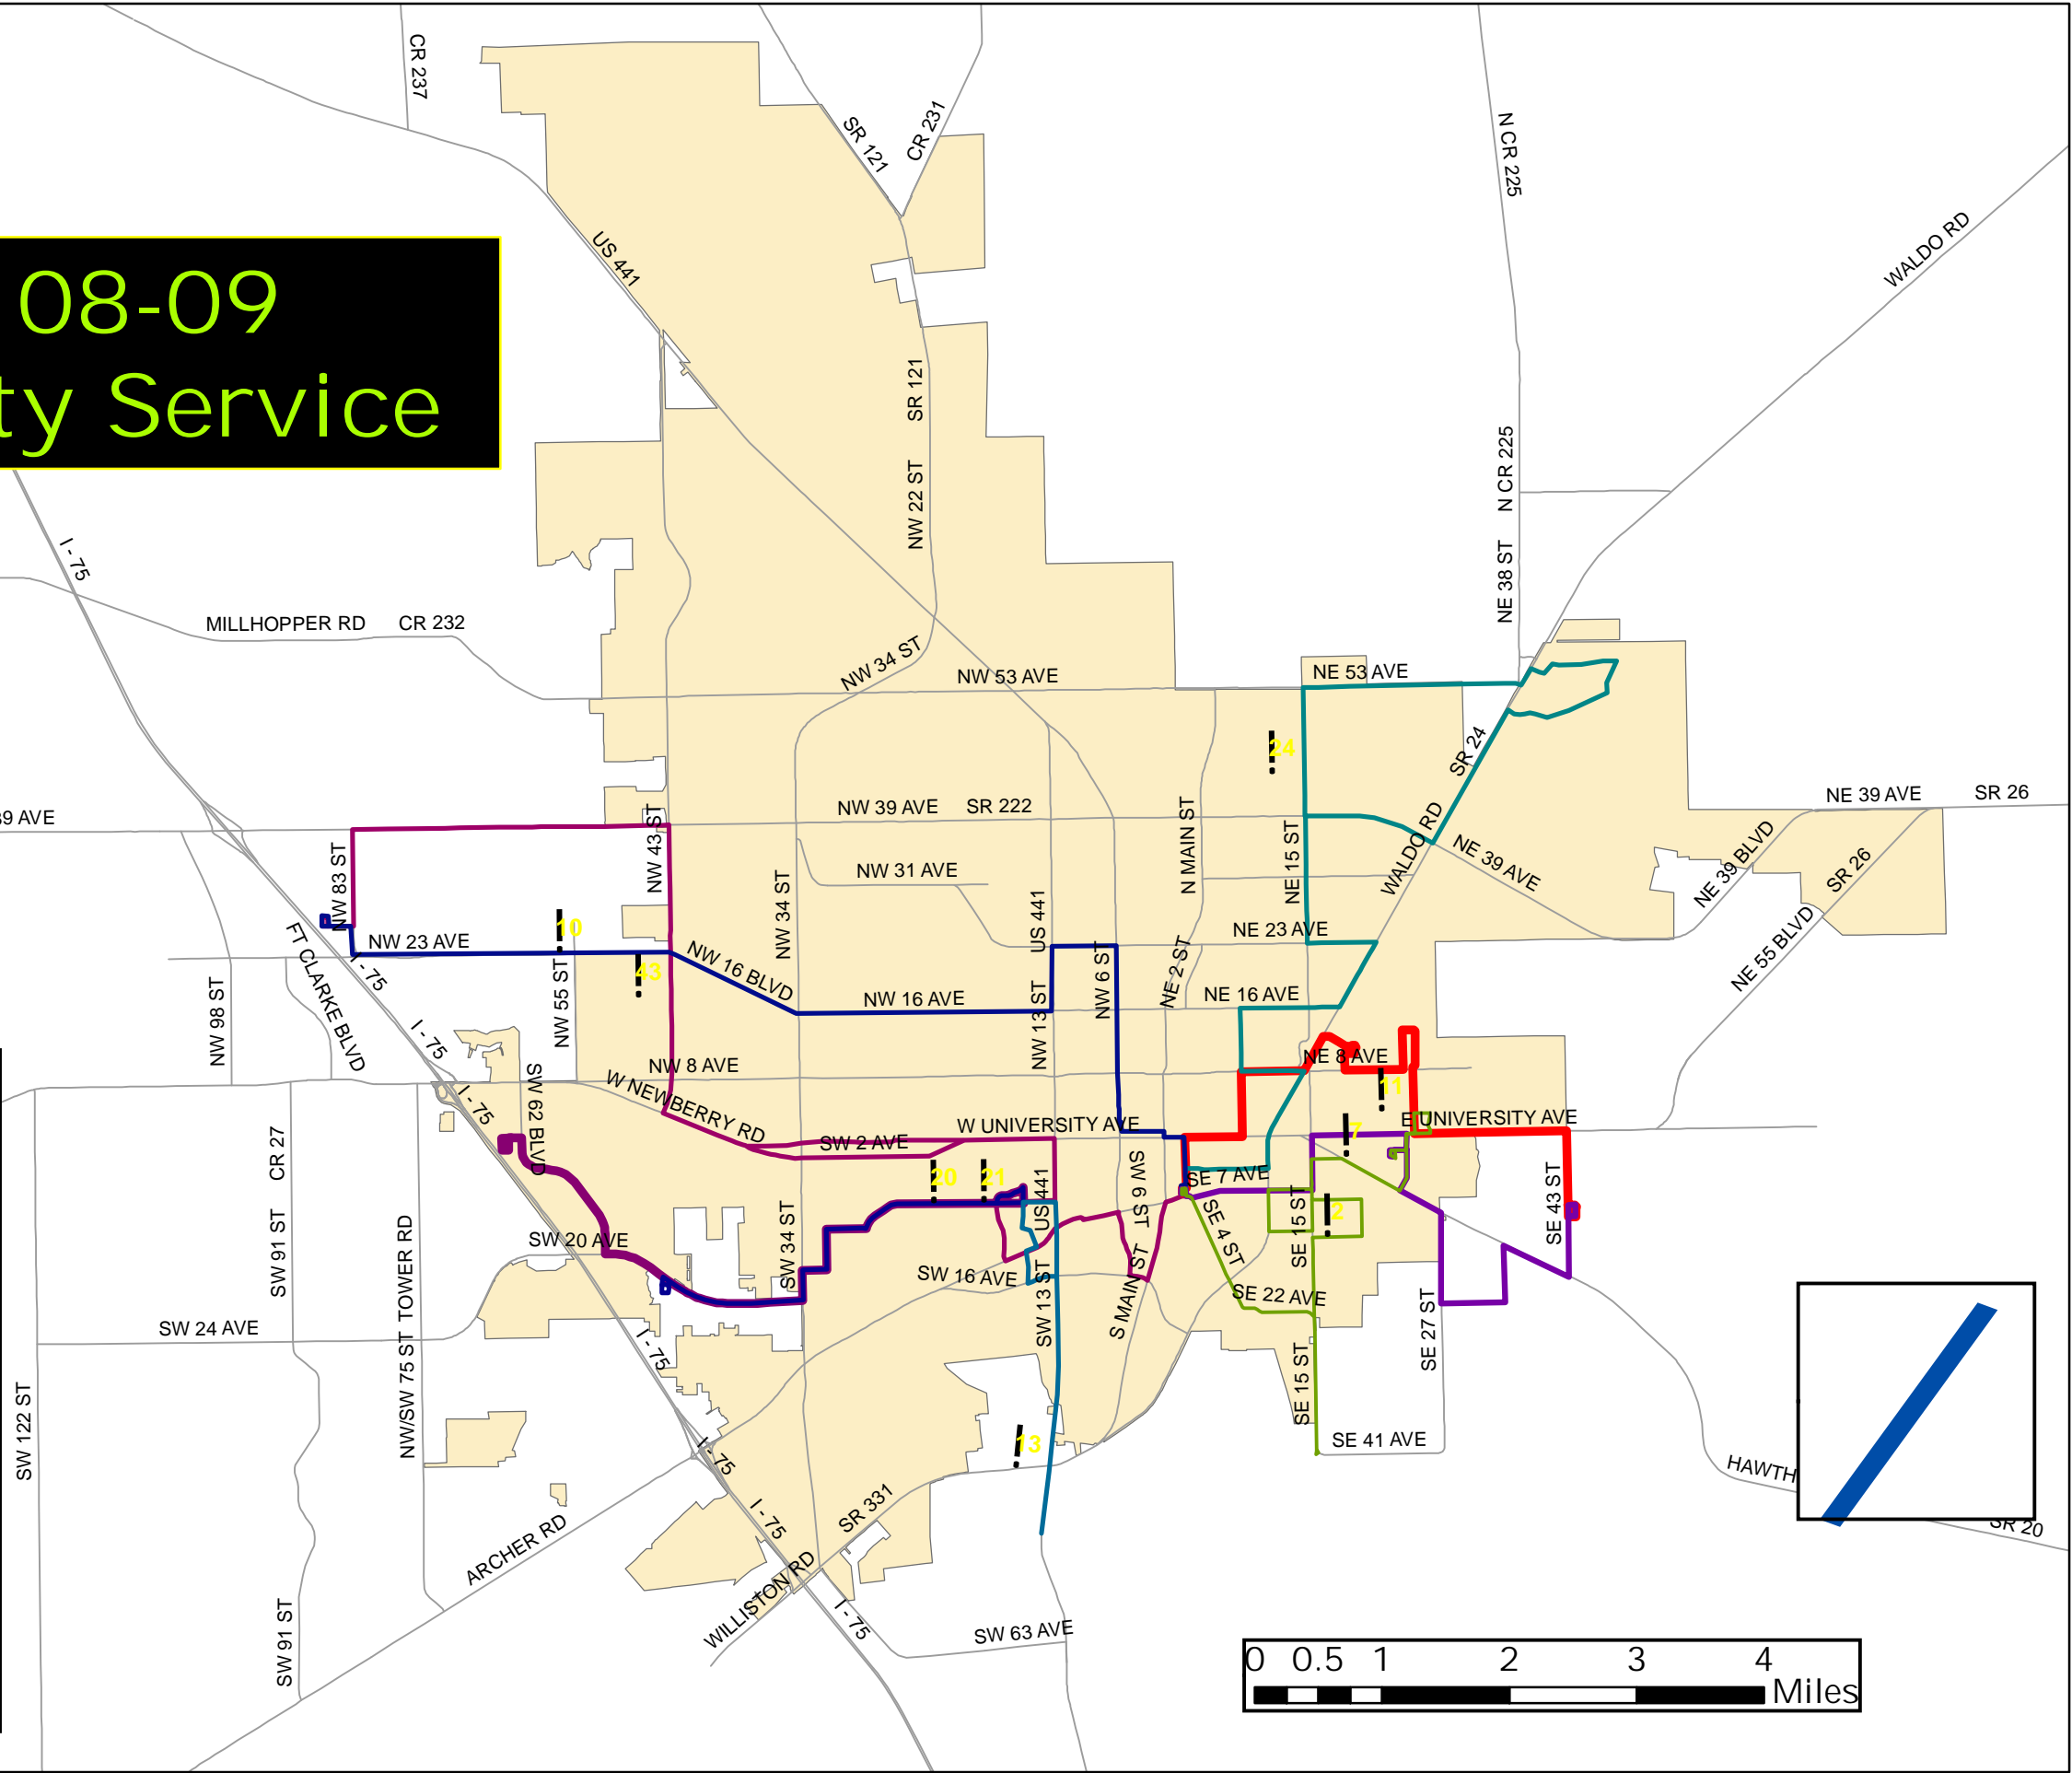 CR 237
SR 121
CR 231
N CR 225
WALDO RD
US 441
08-09
ty Service
SR 121
NW 22 ST
N CR 225
NE 38 ST
I - 75
MILLHOPPER RD
CR 232
NW 34 ST
NW 53 AVE
NE 53 AVE
24
SR 24
39 AVE
NW 39 AVE
SR 222
NE 39 AVE
SR 26
NW 83 ST
NW 43 ST
NW 34 ST
NW 31 AVE
US 441
N MAIN ST
NE 15 ST
WALDO RD
NE 39 AVE
NE 39 BLVD
SR 26
NE 55 BLVD
10
43
NW 23 AVE
NE 23 AVE
I - 75
FT CLARKE BLVD
NW 98 ST
NW 55 ST
NW 16 BLVD
NW 16 AVE
NW 13 ST
NW 6 ST
NE 2 ST
NE 16 AVE
I - 75
NW 8 AVE
NE 8 AVE
11
I - 75
SW 62 BLVD
W NEWBERRY RD
W UNIVERSITY AVE
E UNIVERSITY AVE
7
SW 2 AVE
CR 27
20
21
US 441
SW 6 ST
SE 7 AVE
SE 43 ST
2
SW 91 ST
NW/SW 75 ST TOWER RD
SW 20 AVE
SW 34 ST
SW 16 AVE
SW 13 ST
S MAIN ST
SE 4 ST
SE 15 ST
SE 22 AVE
SE 27 ST
SW 24 AVE
I - 75
SE 15 ST
SW 122 ST
13
SE 41 AVE
I - 75
HAWTH
SR 20
ARCHER RD
I - 75
SR 331
WILLISTON RD
I - 75
SW 91 ST
SW 63 AVE
0 0.5 1 2 3 4
Miles